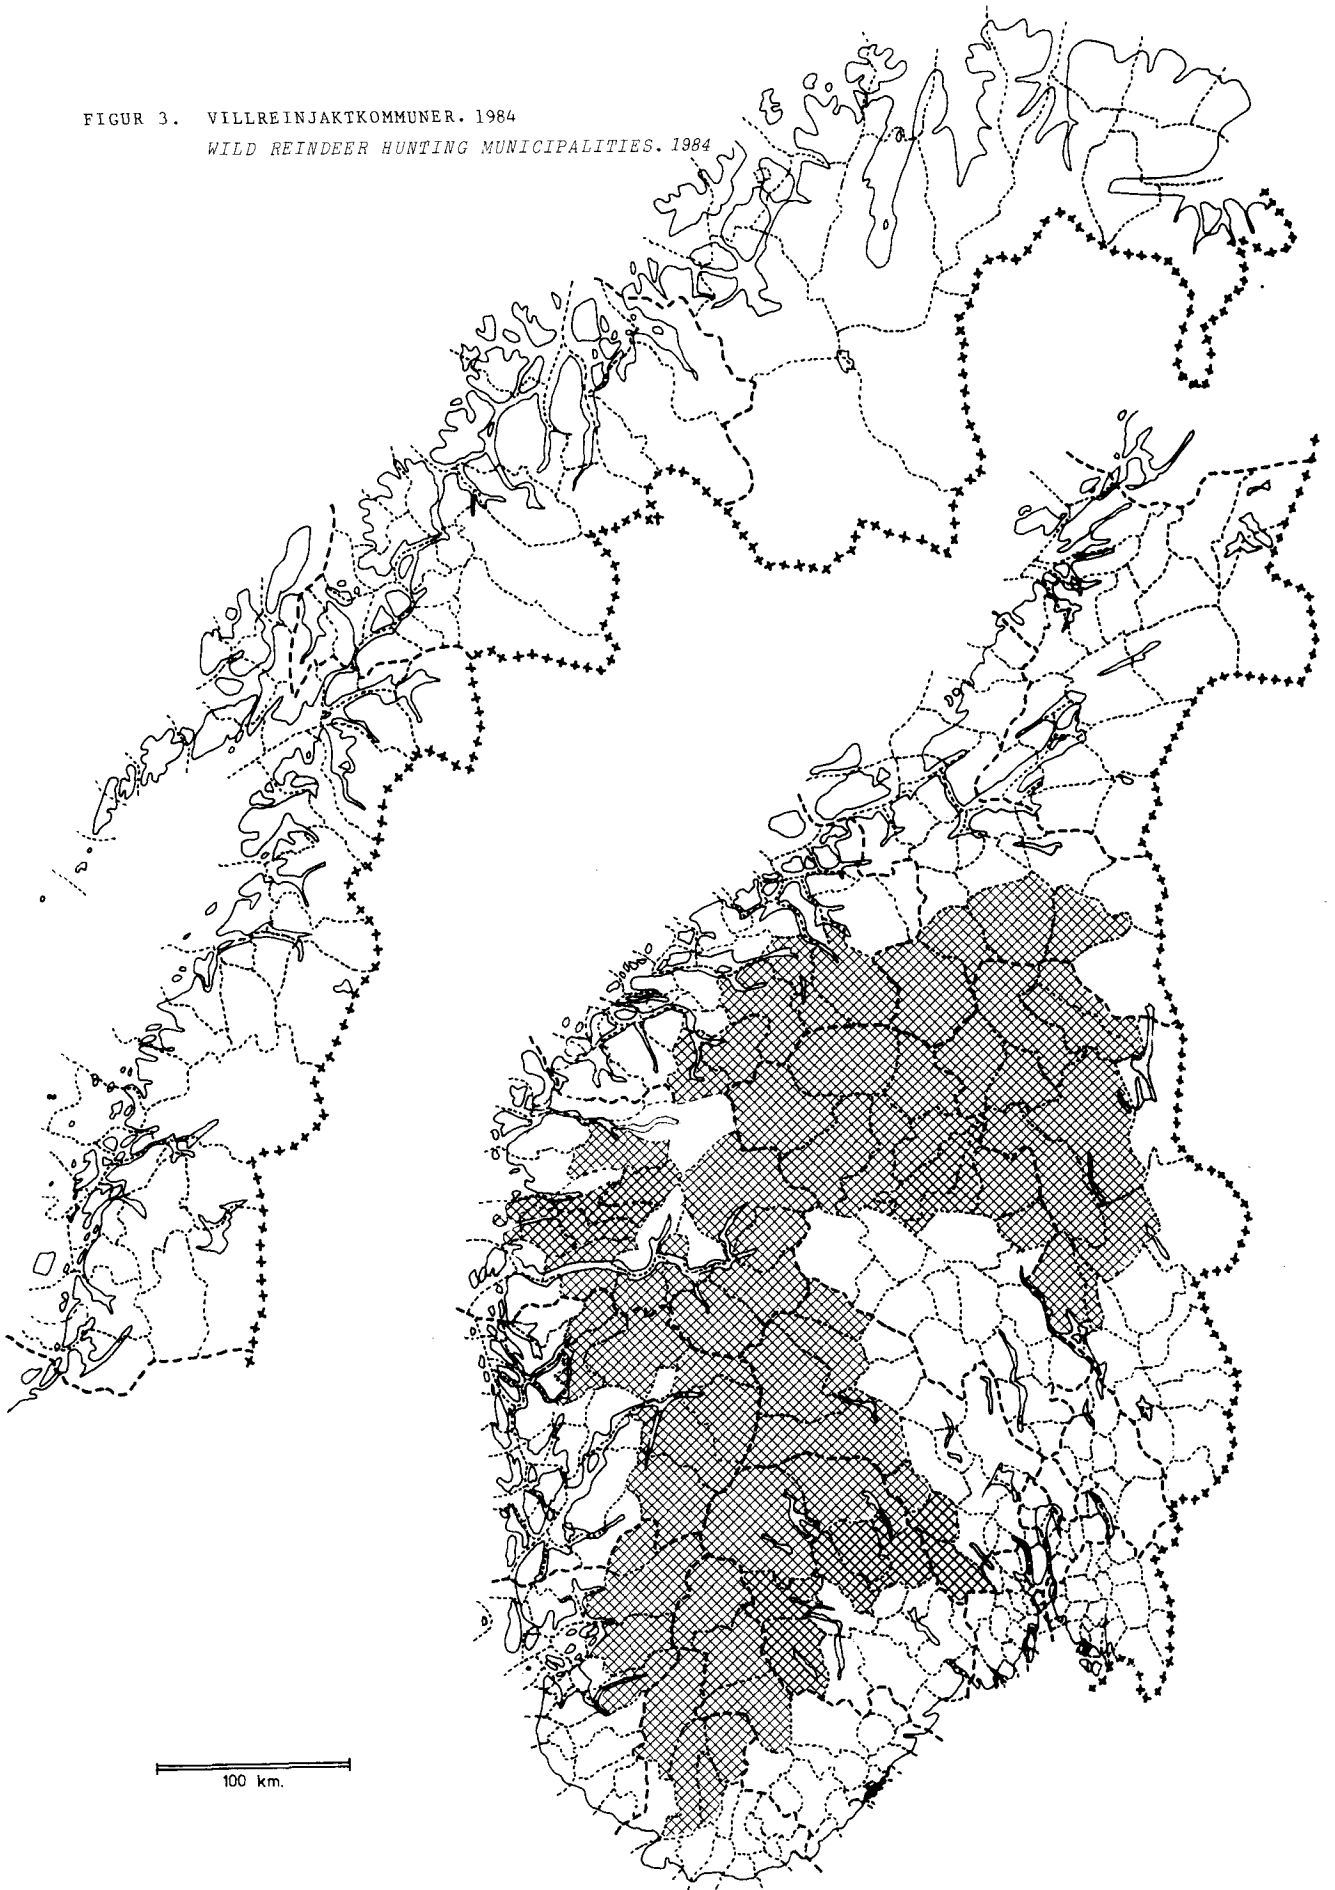 FIGUR 3. VILLREINJAKTKOMMUNER. 1984
WILD REINDEER HUNTING MUNICIPALITIES. 1984
100 km.